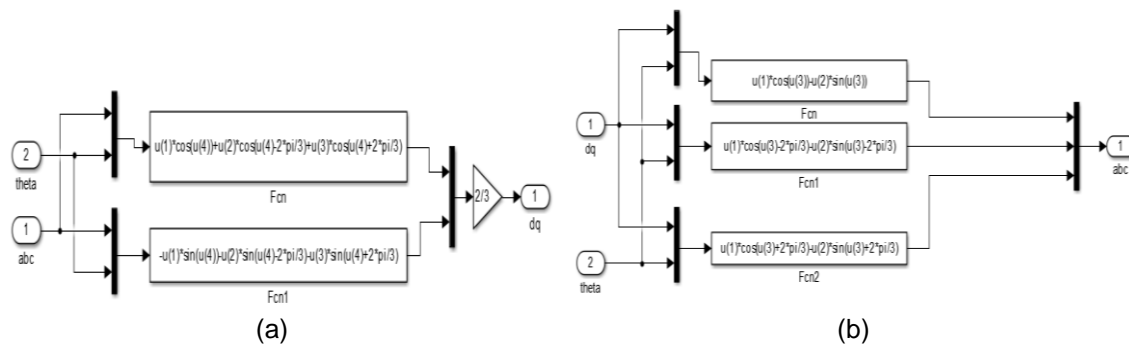 2
theta
1
abc
u(1)*cos(u(4))+u(2)*cos(u(4)-2*pi/3)+u(3)*cos(u(4)+2*pi/3)
Fcn
-u(1)*sin(u(4))-u(2)*sin(u(4)-2*pi/3)-u(3)*sin(u(4)+2*pi/3)
Fcn1
2/3
1
dq
(a)
1
dq
2
theta
u(1)*cos(u(3))-u(2)*sin(u(3))
Fcn
u(1)*cos(u(3)-2*pi/3)-u(2)*sin(u(3)-2*pi/3)
Fcn1
u(1)*cos(u(3)+2*pi/3)-u(2)*sin(u(3)+2*pi/3)
Fcn2
1
abc
(b)